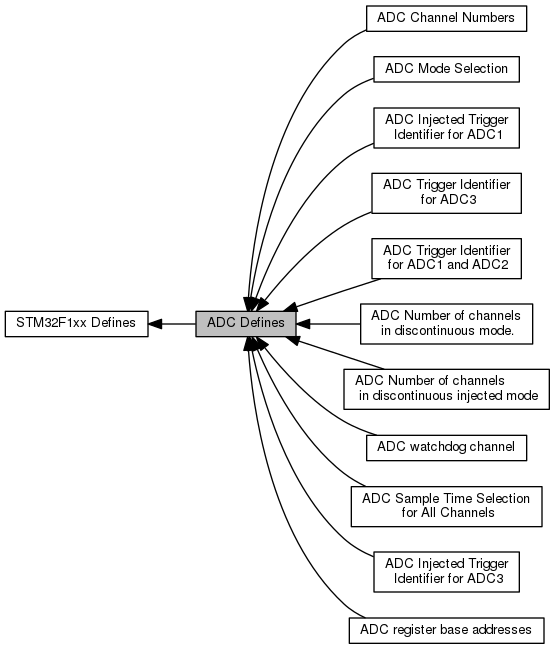 ADC Channel Numbers
ADC Mode Selection
ADC Injected Trigger
Identifier for ADC1
ADC Trigger Identifier
for ADC3
ADC Trigger Identifier
for ADC1 and ADC2
STM32F1xx Defines
ADC Defines
ADC Number of channels
in discontinuous mode.
ADC Number of channels
in discontinuous injected mode
ADC watchdog channel
ADC Sample Time Selection
for All Channels
ADC Injected Trigger
Identifier for ADC3
ADC register base addresses